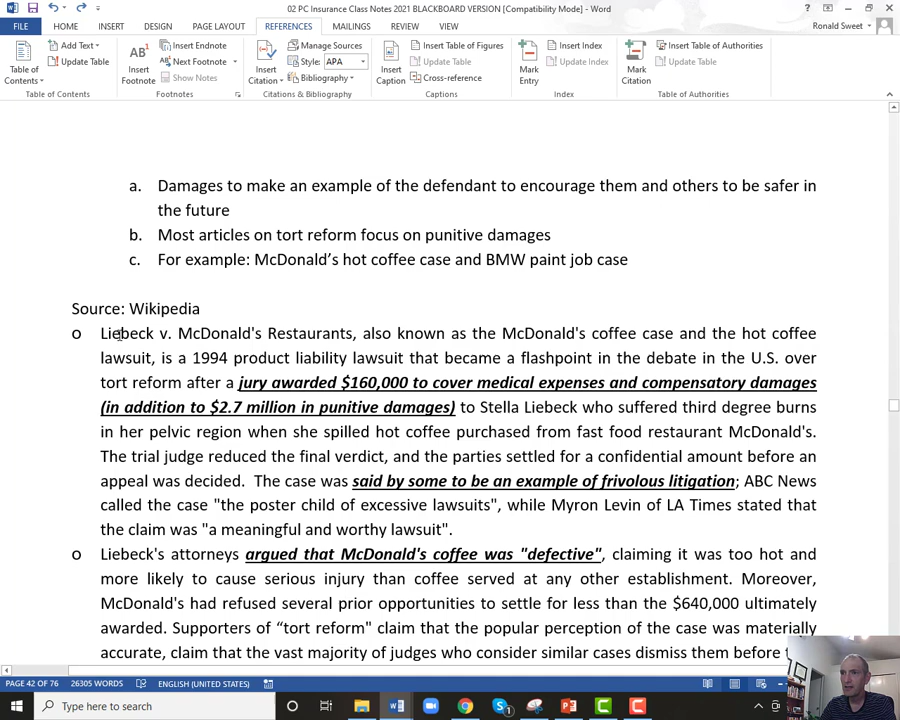 02 PC Insurance Class Notes 2021 BLACKBOARD VERSION [Compatibility Mode] - Word
FILE HOME INSERT DESIGN PAGE LAYOUT REFERENCES MAILINGS REVIEW VIEW Ronald Sweet
Table of Contents
Add Text
Update Table
AB¹
Insert Footnote
Insert Endnote
Next Footnote
Show Notes
Insert Citation
Manage Sources
Style: APA
Bibliography
Insert Caption
Insert Table of Figures
Update Table
Cross-reference
Mark Entry
Insert Index
Update Index
Mark Citation
Insert Table of Authorities
Update Table
Table of Contents Footnotes Citations & Bibliography Captions Index Table of Authorities
a. Damages to make an example of the defendant to encourage them and others to be safer in
the future
b. Most articles on tort reform focus on punitive damages
c. For example: McDonald’s hot coffee case and BMW paint job case
Source: Wikipedia
o Liebeck v. McDonald's Restaurants, also known as the McDonald's coffee case and the hot coffee
lawsuit, is a 1994 product liability lawsuit that became a flashpoint in the debate in the U.S. over
tort reform after a jury awarded $160,000 to cover medical expenses and compensatory damages
(in addition to $2.7 million in punitive damages) to Stella Liebeck who suffered third degree burns
in her pelvic region when she spilled hot coffee purchased from fast food restaurant McDonald's.
The trial judge reduced the final verdict, and the parties settled for a confidential amount before an
appeal was decided. The case was said by some to be an example of frivolous litigation; ABC News
called the case "the poster child of excessive lawsuits", while Myron Levin of LA Times stated that
the claim was "a meaningful and worthy lawsuit".
o Liebeck's attorneys argued that McDonald's coffee was "defective", claiming it was too hot and
more likely to cause serious injury than coffee served at any other establishment. Moreover,
McDonald's had refused several prior opportunities to settle for less than the $640,000 ultimately
awarded. Supporters of “tort reform" claim that the popular perception of the case was materially
accurate, claim that the vast majority of judges who consider similar cases dismiss them before
PAGE 42 OF 76 26305 WORDS ENGLISH (UNITED STATES)
Type here to search